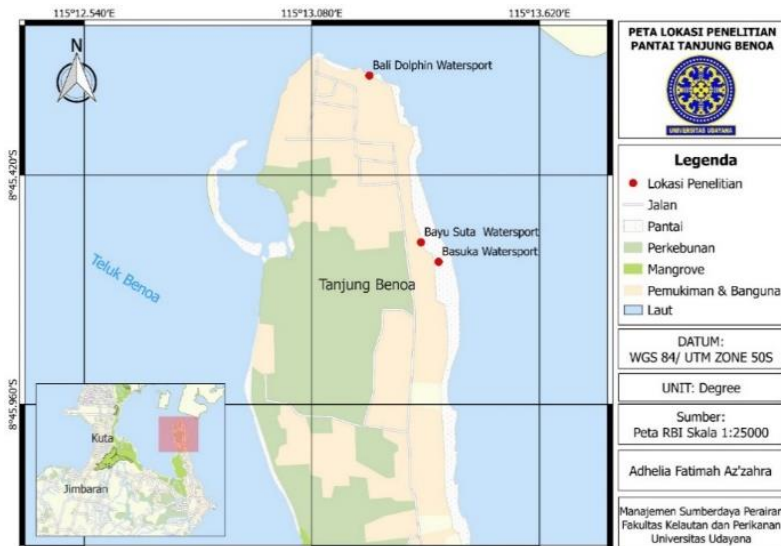 115°12.540'E
115°13.080'E
115°13.620'E
N
Bali Dolphin Watersport
8°45.420'S
Bayu Suta Watersport
Basuka Watersport
Teluk Benoa
Tanjung Benoa
8°45.960'S
Kuta
Jimbaran
PETA LOKASI PENELITIAN
PANTAI TANJUNG BENOA
UNIVERSITAS UDAYANA
Legenda
Lokasi Penelitian
Jalan
Pantai
Perkebunan
Mangrove
Pemukiman & Banguna
Laut
DATUM:
WGS 84/ UTM ZONE 50S
UNIT: Degree
Sumber:
Peta RBI Skala 1:25000
Adhelia Fatimah Az'zahra
Manajemen Sumberdaya Perairan
Fakultas Kelautan dan Perikanan
Universitas Udayana